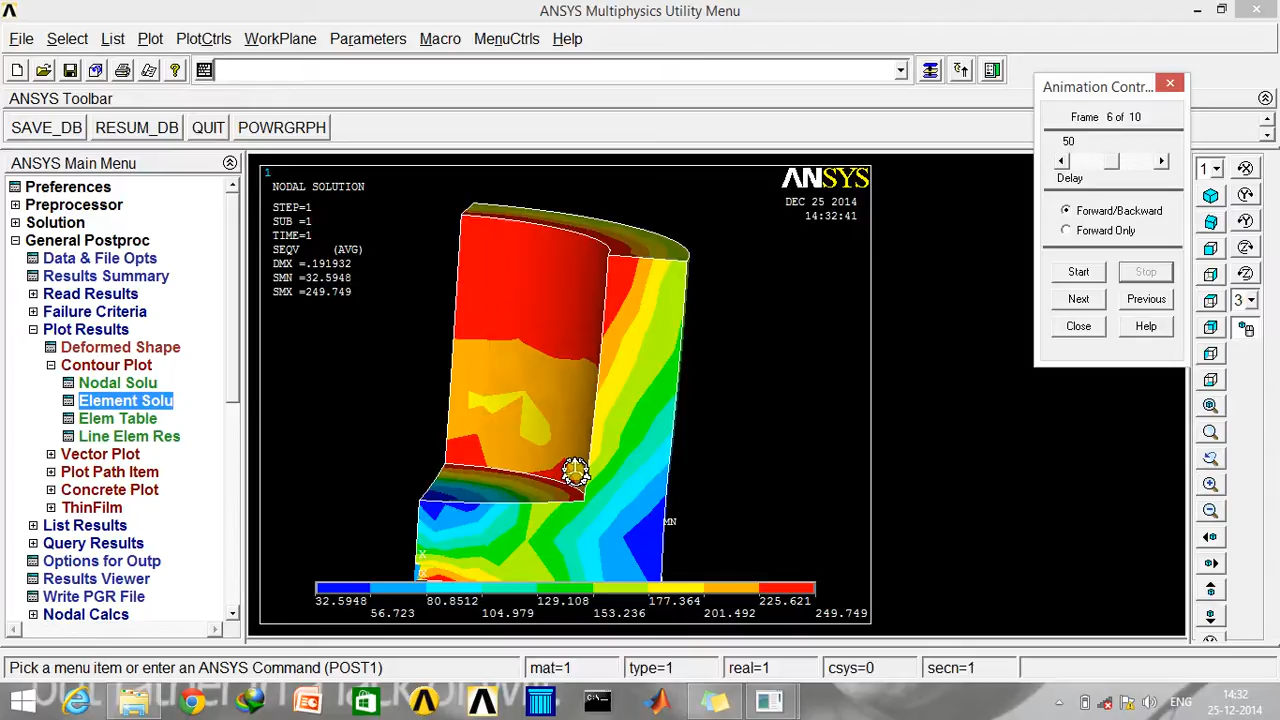 ANSYS Multiphysics Utility Menu
File Select List Plot PlotCtrls WorkPlane Parameters Macro MenuCtrls Help
ANSYS Toolbar
SAVE_DB RESUM_DB QUIT POWRGRPH
ANSYS Main Menu
Preferences
Preprocessor
Solution
General Postproc
Data & File Opts
Results Summary
Read Results
Failure Criteria
Plot Results
Deformed Shape
Contour Plot
Nodal Solu
Element Solu
Elem Table
Line Elem Res
Vector Plot
Plot Path Item
Concrete Plot
ThinFilm
List Results
Query Results
Options for Outp
Results Viewer
Write PGR File
Nodal Calcs
1
NODAL SOLUTION
STEP=1
SUB =1
TIME=1
SEQV (AVG)
DMX =.191932
SMN =32.5948
SMX =249.749
ANSYS
DEC 25 2014
14:32:41
MN
X
32.5948 80.8512 129.108 177.364 225.621
56.723 104.979 153.236 201.492 249.749
Animation Contr...
Frame 6 of 10
50
Delay
Forward/Backward
Forward Only
Start Stop
Next Previous
Close Help
1
3
Pick a menu item or enter an ANSYS Command (POST1)
mat=1 type=1 real=1 csys=0 secn=1
ENG
14:32
25-12-2014